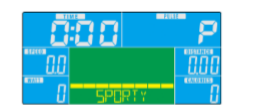 TIME PULSE
0:00 P
SPEED DISTANCE
0.0 0.00
WATT CALORIES
0 SPORTY 0